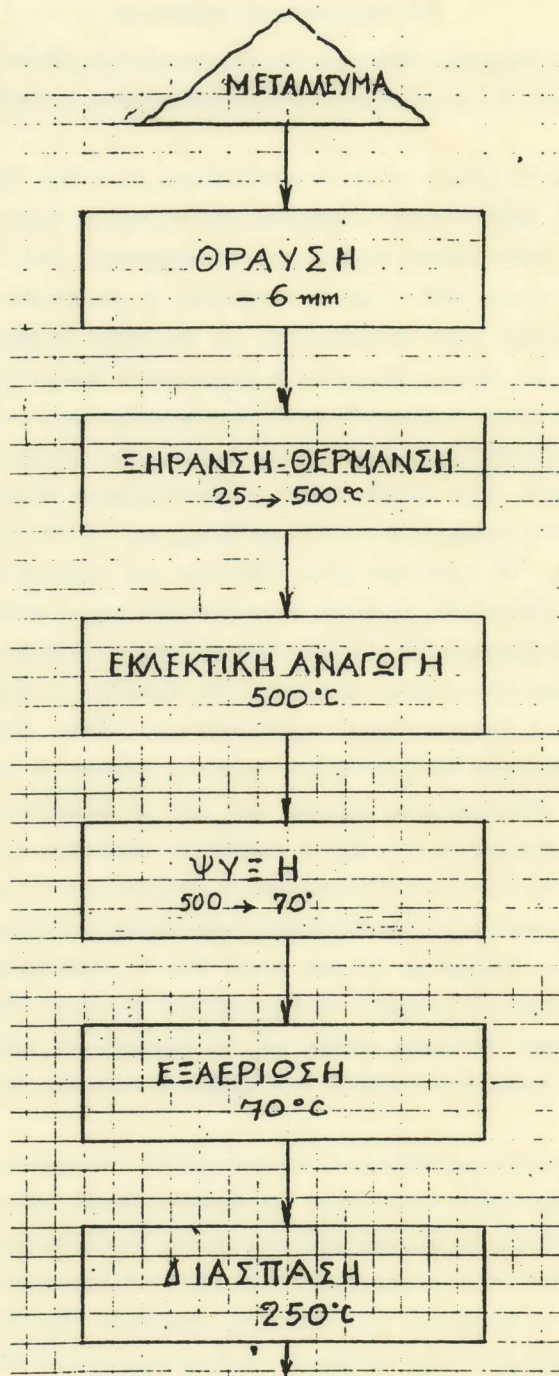 ΜΕΤΑΛΛΕΥΜΑ
ΘΡΑΥΣΗ
- 6 mm
ΞΗΡΑΝΣΗ-ΘΕΡΜΑΝΣΗ
25 → 500°C
ΕΚΛΕΚΤΙΚΗ ΑΝΑΓΩΓΗ
500°C
ΨΥΞΗ
500 → 70°
ΕΞΑΕΡΙΩΣΗ
70°C
ΔΙΑΣΠΑΣΗ
250°C